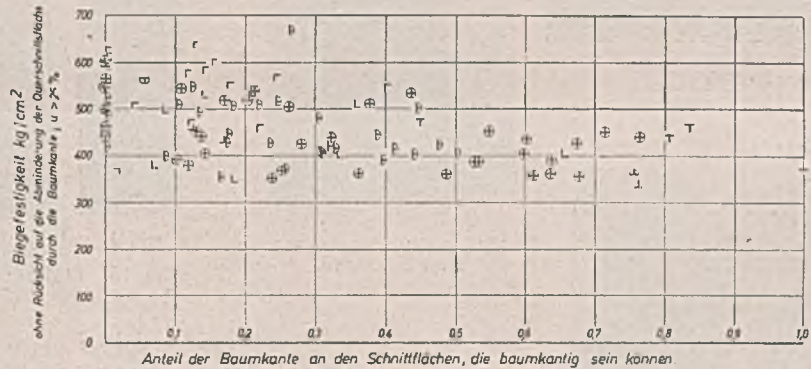 Biegefestigkeit kg/cm²
ohne Rücksicht auf die Abminderung der Querschnittsfläche
durch die Baumkante; u > 24 %
700
600
500
400
300
200
100
0
0,1 0,2 0,3 0,4 0,5 0,6 0,7 0,8 0,9 1,0
Anteil der Baumkante an den Schnittflächen, die baumkantig sein können